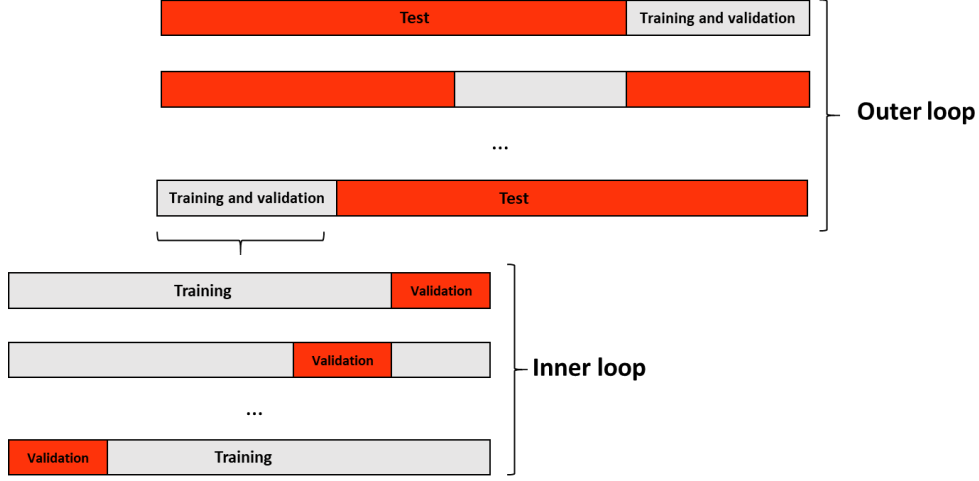 Test
Training and validation
Outer loop
...
Training and validation
Test
Training
Validation
Validation
Inner loop
...
Validation
Training